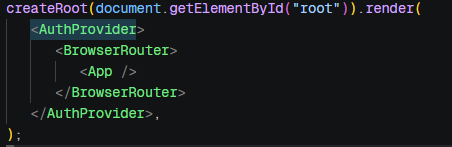 createRoot(document.getElementById("root")).render(
<AuthProvider>
<BrowserRouter>
<App />
</BrowserRouter>
</AuthProvider>,
);